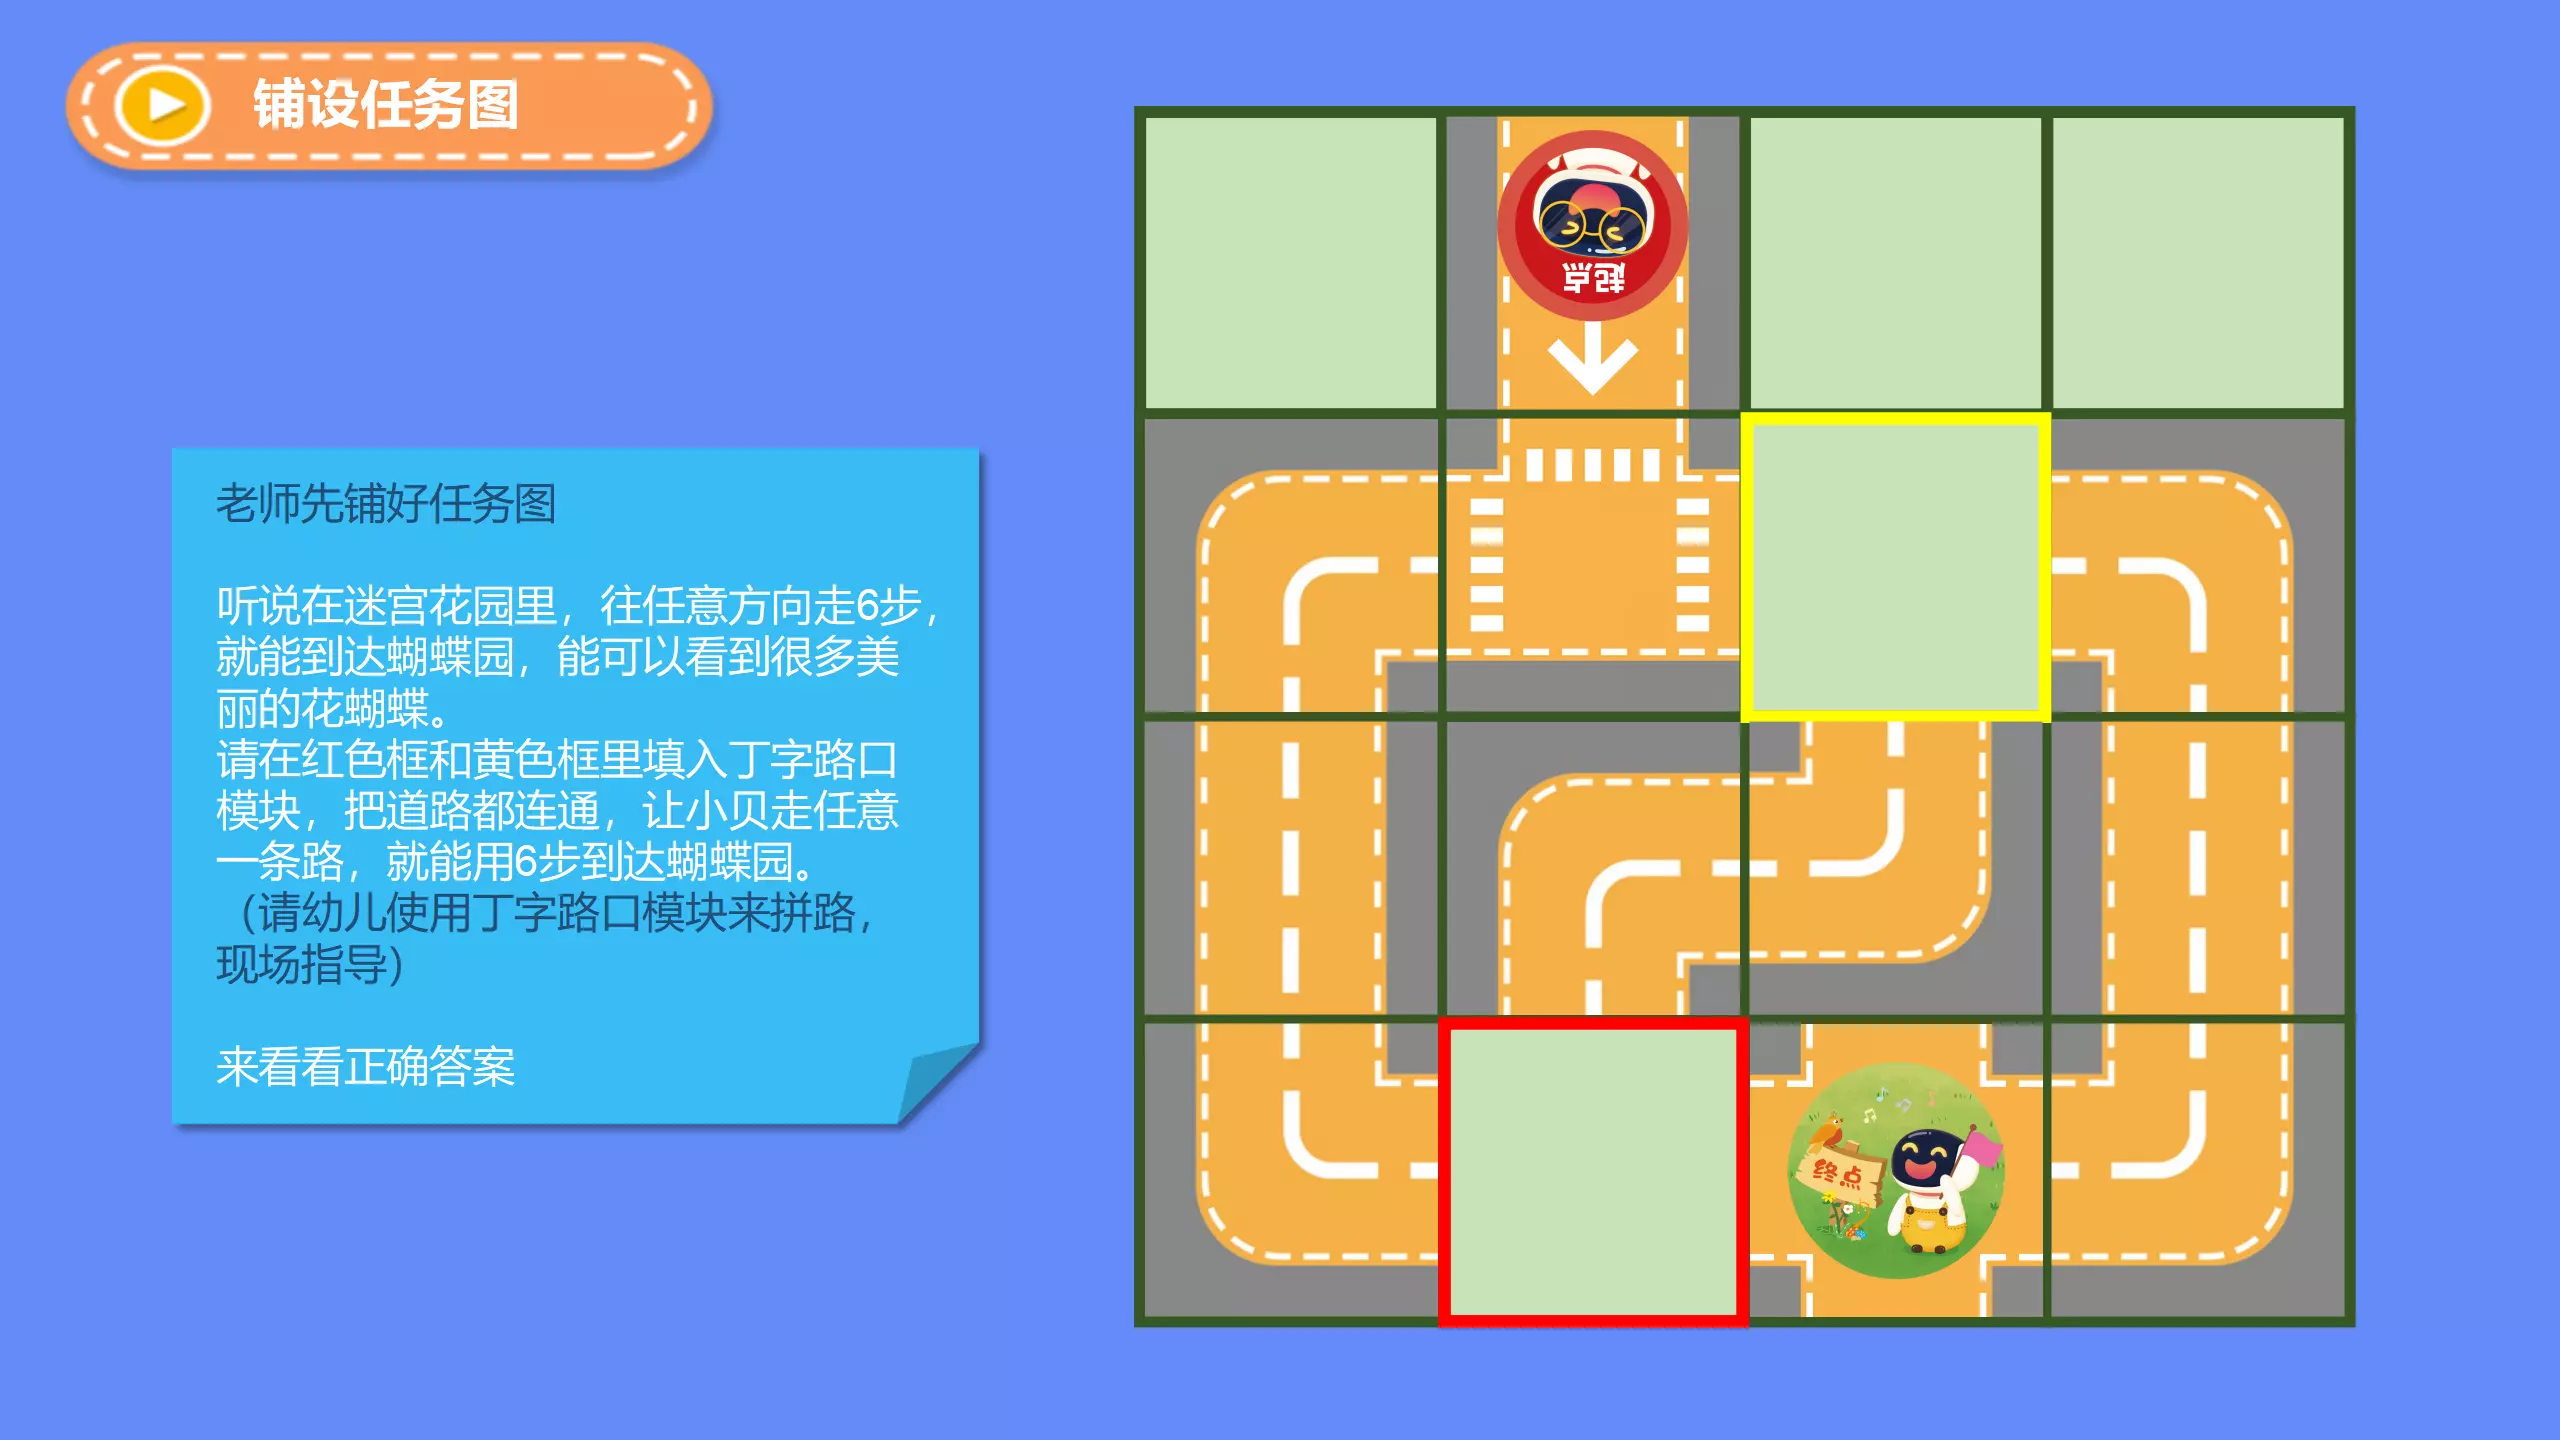 铺设任务图
老师先铺好任务图
听说在迷宫花园里，往任意方向走6步，
就能到达蝴蝶园，能可以看到很多美
丽的花蝴蝶。
请在红色框和黄色框里填入丁字路口
模块，把道路都连通，让小贝走任意
一条路，就能用6步到达蝴蝶园。
（请幼儿使用丁字路口模块来拼路，
现场指导）
来看看正确答案
起点
终点